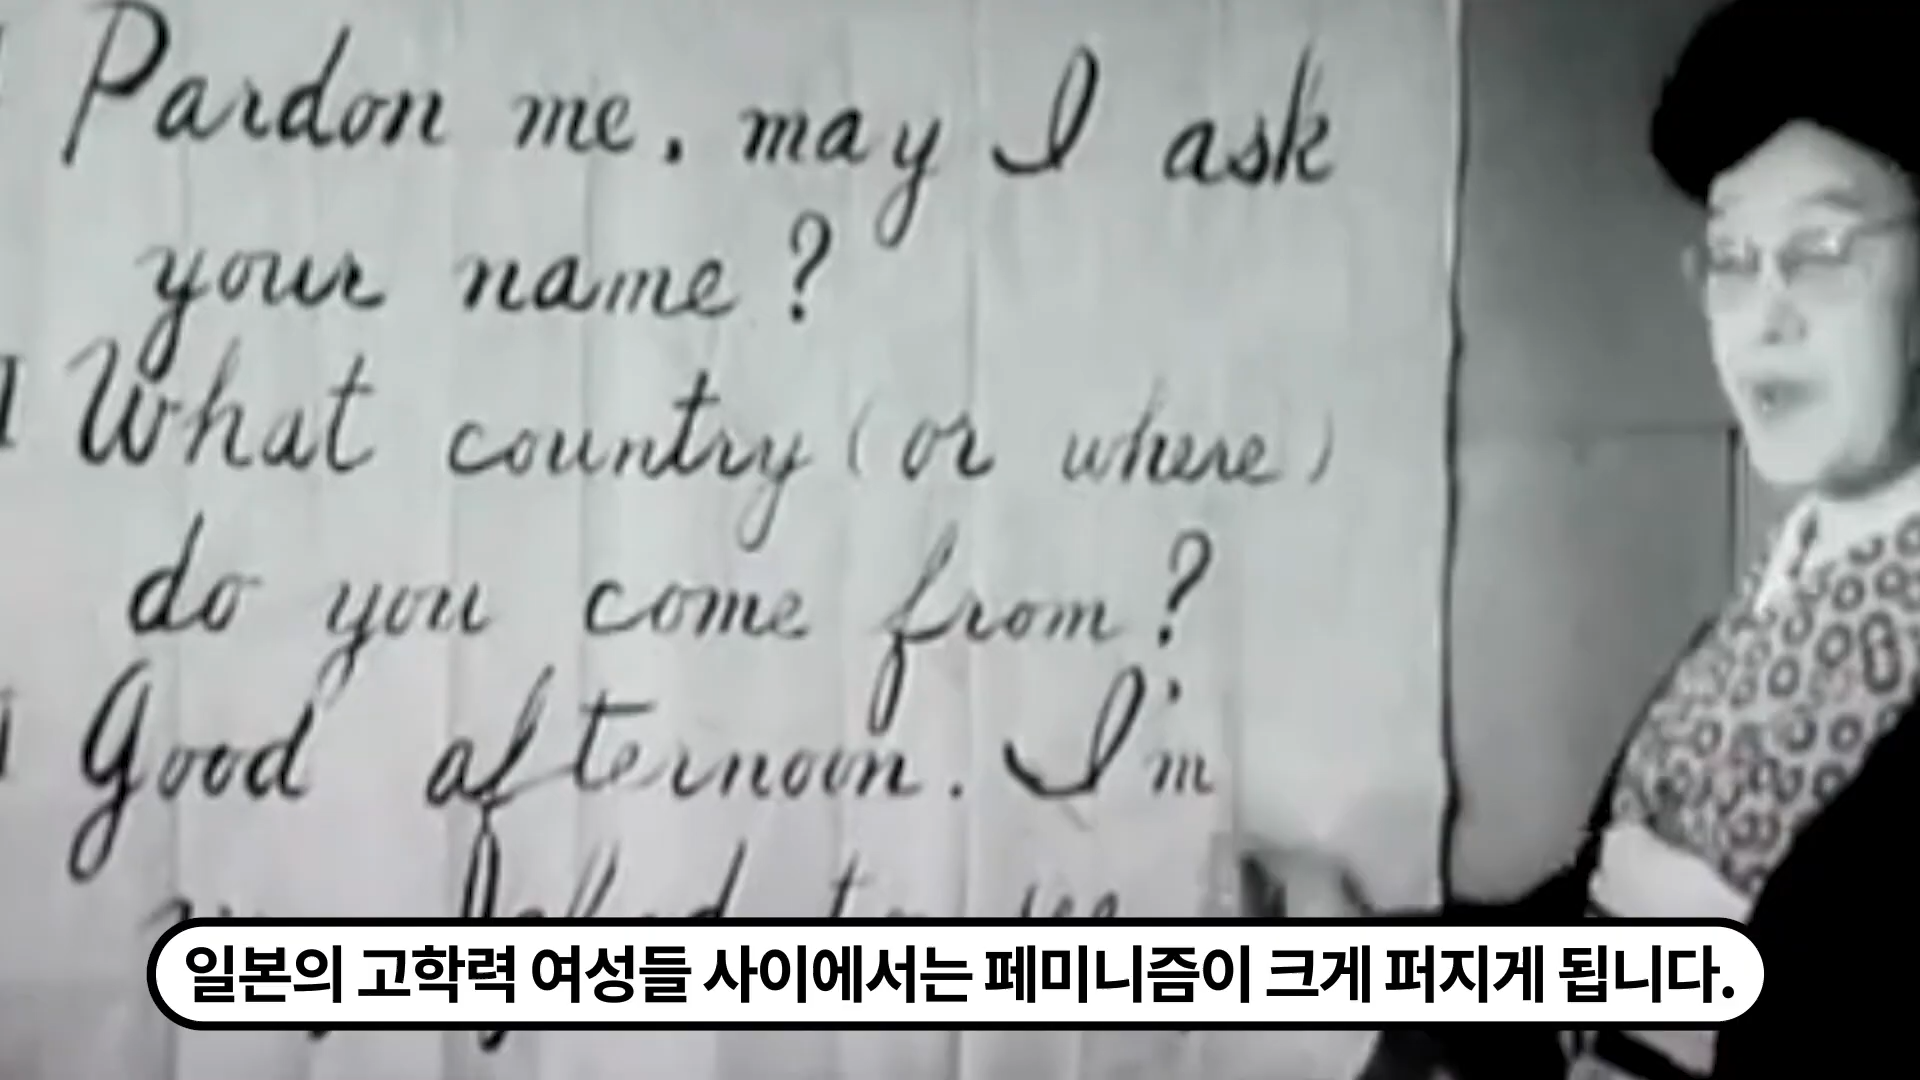 Pardon me, may I ask
your name?
What country (or where)
do you come from?
Good afternoon. I'm
일본의 고학력 여성들 사이에서는 페미니즘이 크게 퍼지게 됩니다.